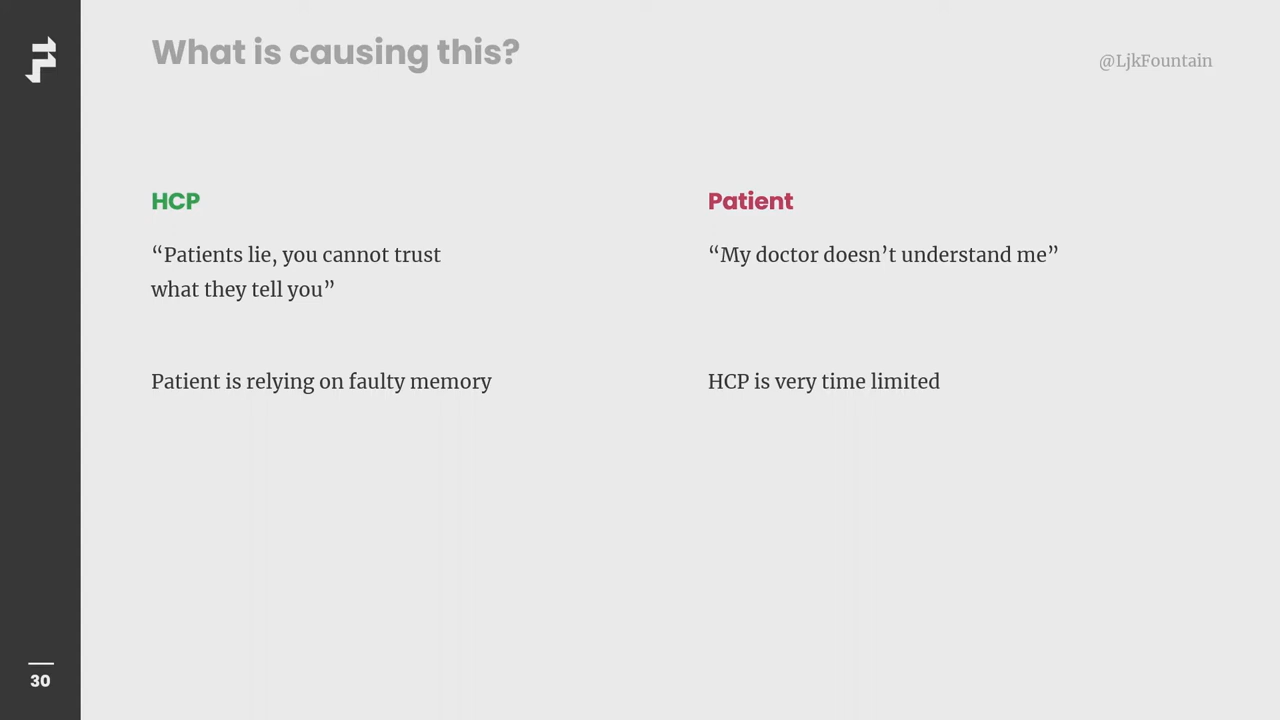 What is causing this?
@LjkFountain
HCP
“Patients lie, you cannot trust
what they tell you”
Patient is relying on faulty memory
Patient
“My doctor doesn’t understand me”
HCP is very time limited
30